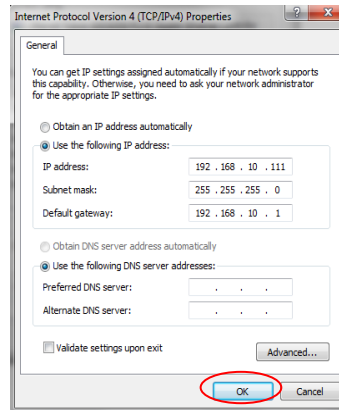 Internet Protocol Version 4 (TCP/IPv4) Properties
General
You can get IP settings assigned automatically if your network supports
this capability. Otherwise, you need to ask your network administrator
for the appropriate IP settings.
Obtain an IP address automatically
Use the following IP address:
IP address: 192 . 168 . 10 . 111
Subnet mask: 255 . 255 . 255 . 0
Default gateway: 192 . 168 . 10 . 1
Obtain DNS server address automatically
Use the following DNS server addresses:
Preferred DNS server: . . .
Alternate DNS server: . . .
Validate settings upon exit
Advanced...
OK Cancel